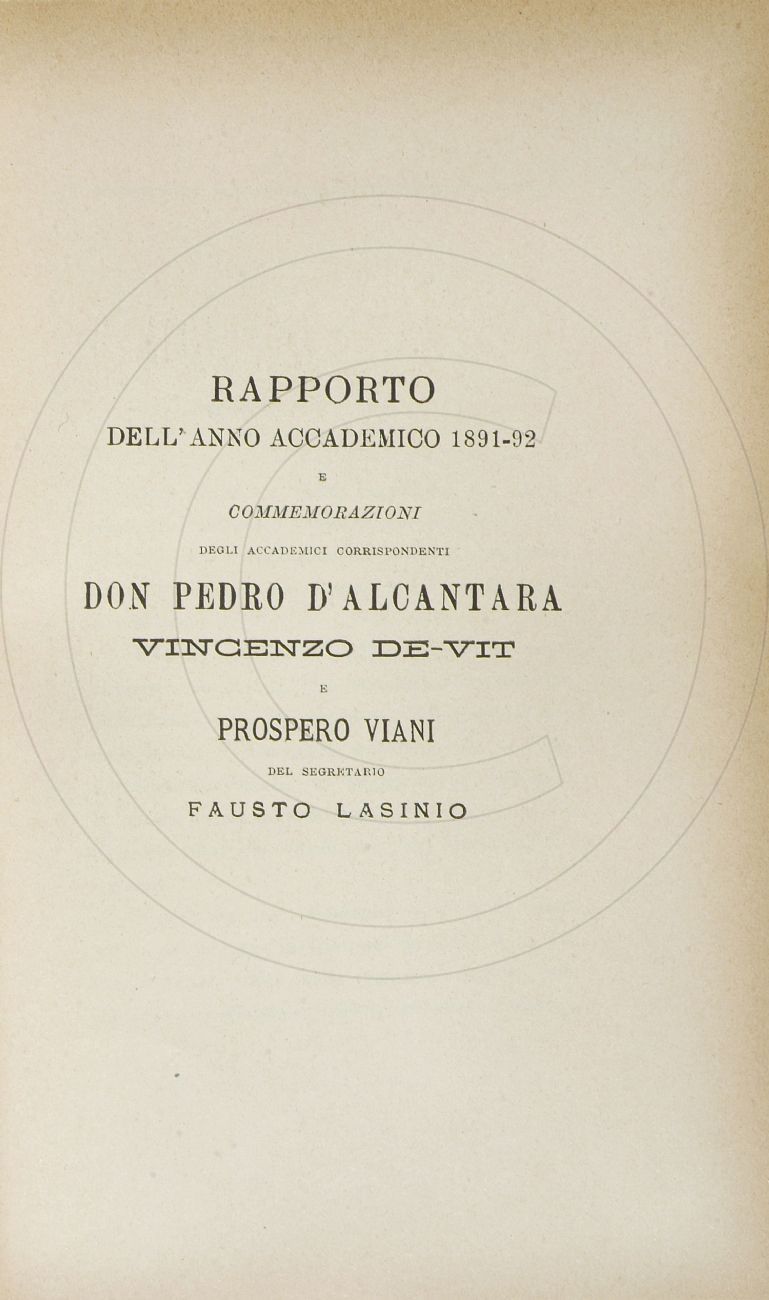 RAPPORTO
DELL' ANNO ACCADEMICO 1891-92
E
COMMEMORAZIONI
DEGLI ACCADEMICI CORRISPONDENTI
DON PEDRO D'ALCANTARA
VINCENZO DE-VIT
E
PROSPERO VIANI
DEL SEGRETARIO
FAUSTO LASINIO